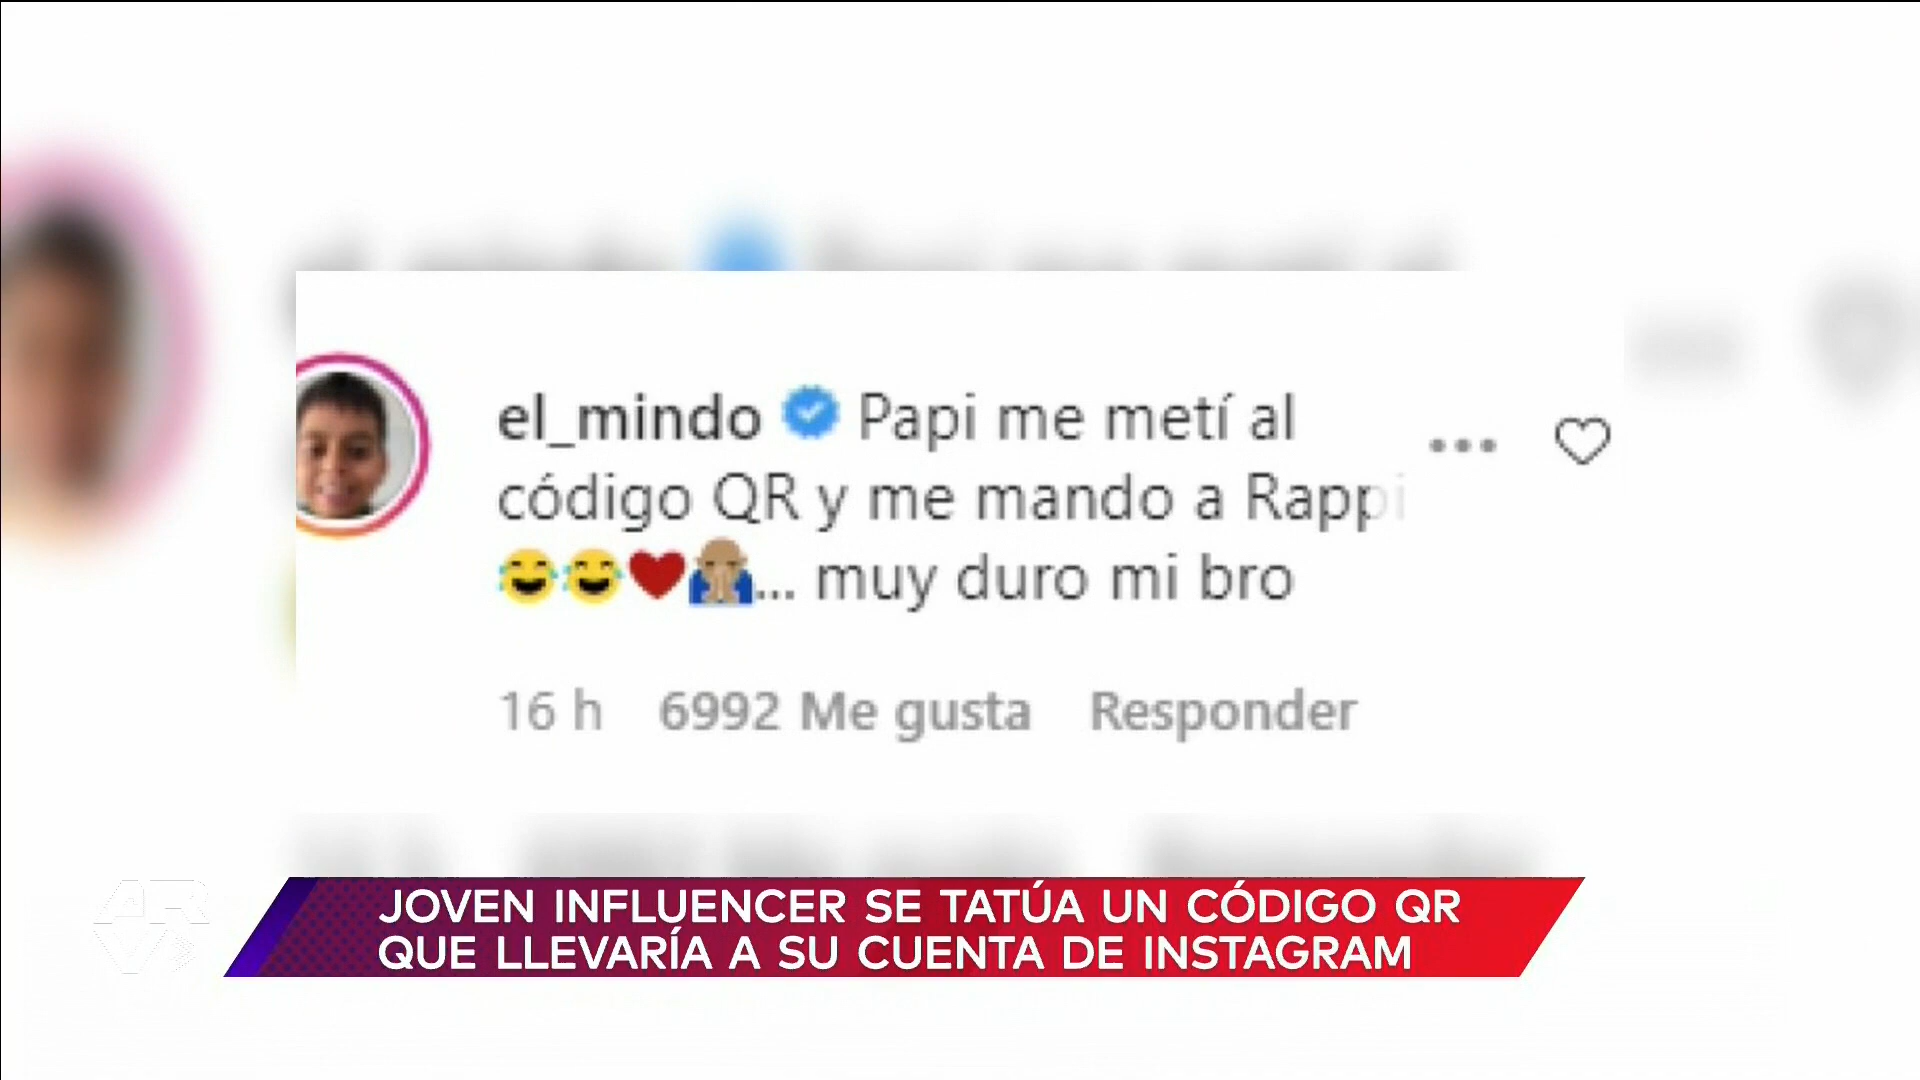 el_mindo Papi me metí al
código QR y me mando a Rappi
😂😂❤️🙏🏽... muy duro mi bro
16 h 6992 Me gusta Responder
ARV
JOVEN INFLUENCER SE TATÚA UN CÓDIGO QR
QUE LLEVARÍA A SU CUENTA DE INSTAGRAM